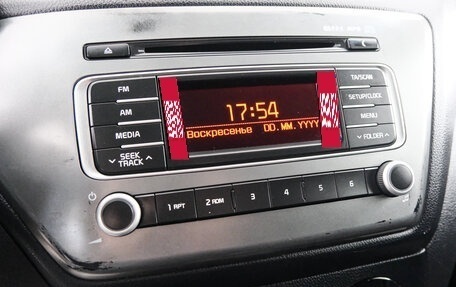 FM
AM
MEDIA
SEEK
TRACK
17:54
Воскресенье DD.MM.YYYY
TA/SCAN
SETUP/CLOCK
MENU
FOLDER
1 RPT
2 RDM
3
4
5
6